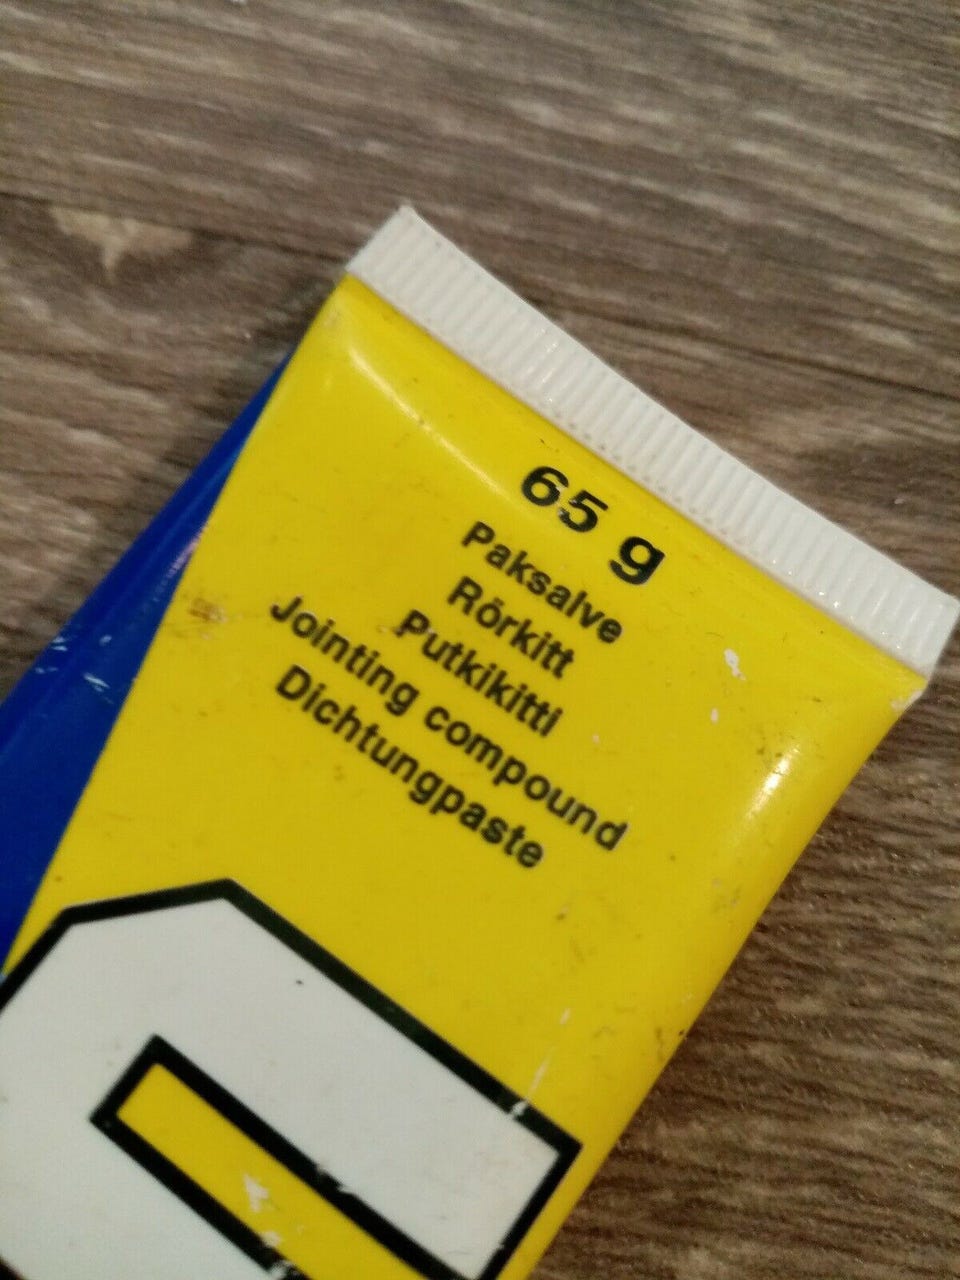 65 g
Paksalve
Rörkitt
Putkikitti
Jointing compound
Dichtungpaste